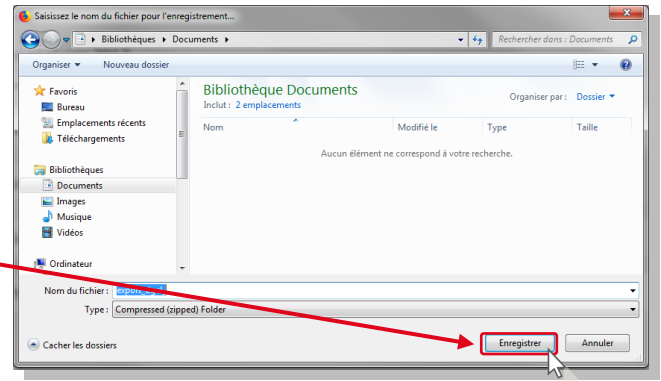 Saisissez le nom du fichier pour l'enregistrement...
Bibliothèques Documents
Rechercher dans : Documents
Organiser Nouveau dossier
Favoris
Bureau
Emplacements récents
Téléchargements
Bibliothèques
Documents
Images
Musique
Vidéos
Ordinateur
Bibliothèque Documents
Inclut : 2 emplacements
Organiser par : Dossier
Nom Modifié le Type Taille
Aucun élément ne correspond à votre recherche.
Nom du fichier :
Type : Compressed (zipped) Folder
Cacher les dossiers
Enregistrer Annuler